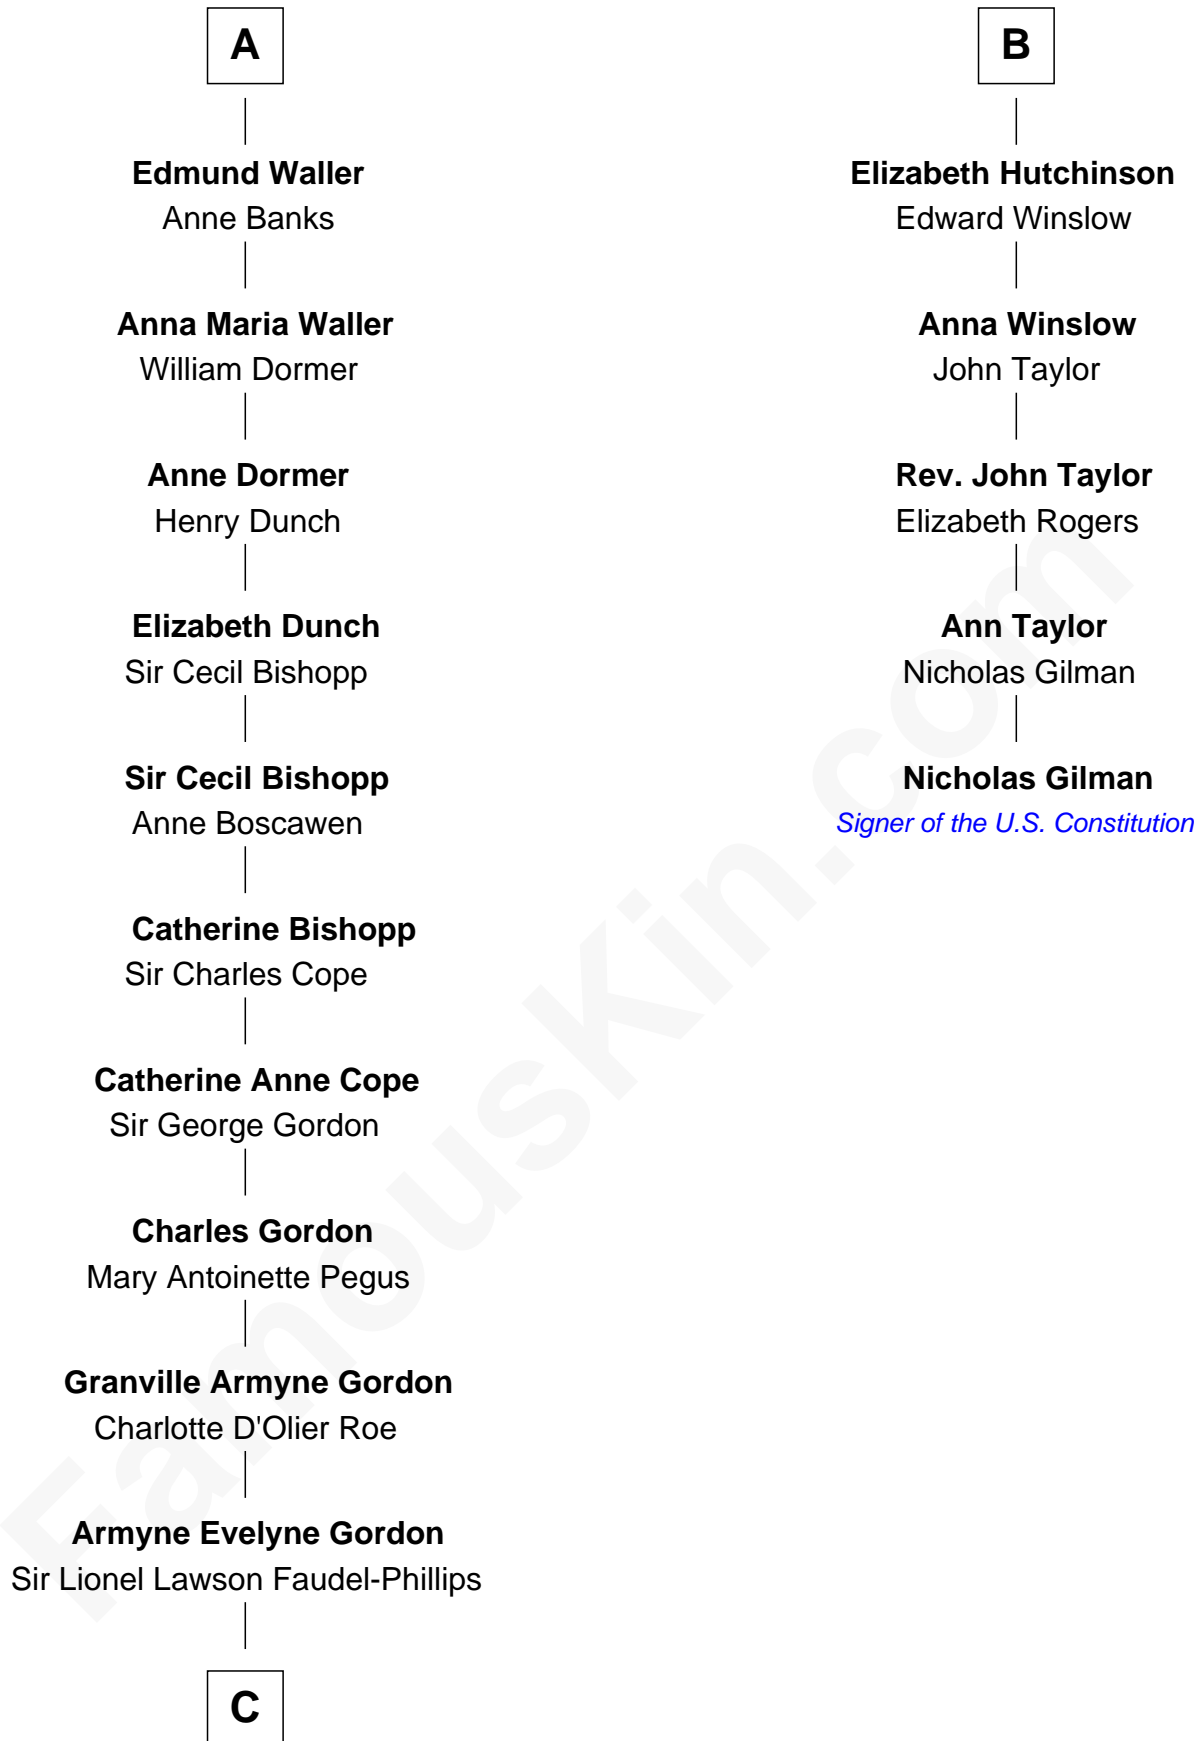 A
Edmund Waller
Anne Banks
Anna Maria Waller
William Dormer
Anne Dormer
Henry Dunch
Elizabeth Dunch
Sir Cecil Bishopp
Sir Cecil Bishopp
Anne Boscawen
Catherine Bishopp
Sir Charles Cope
Catherine Anne Cope
Sir George Gordon
Charles Gordon
Mary Antoinette Pegus
Granville Armyne Gordon
Charlotte D'Olier Roe
Armyne Evelyne Gordon
Sir Lionel Lawson Faudel-Phillips
C
B
Elizabeth Hutchinson
Edward Winslow
Anna Winslow
John Taylor
Rev. John Taylor
Elizabeth Rogers
Ann Taylor
Nicholas Gilman
Nicholas Gilman
Signer of the U.S. Constitution
FamousKin.com